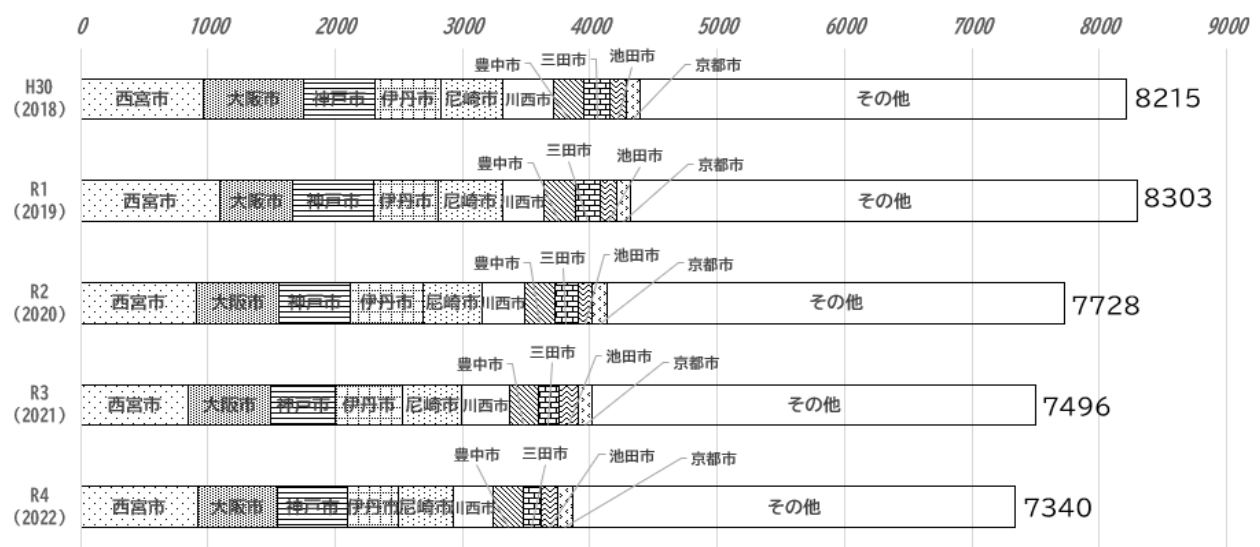 0 1000 2000 3000 4000 5000 6000 7000 8000 9000
豊中市 三田市 池田市 京都市
H30
(2018)
西宮市 大阪市 神戸市 伊丹市 尼崎市 川西市 その他 8215
豊中市 三田市 池田市 京都市
R1
(2019)
西宮市 大阪市 神戸市 伊丹市 尼崎市 川西市 その他 8303
豊中市 三田市 池田市 京都市
R2
(2020)
西宮市 大阪市 神戸市 伊丹市 尼崎市 川西市 その他 7728
豊中市 三田市 池田市 京都市
R3
(2021)
西宮市 大阪市 神戸市 伊丹市 尼崎市 川西市 その他 7496
豊中市 三田市 池田市 京都市
R4
(2022)
西宮市 大阪市 神戸市 伊丹市 尼崎市 川西市 その他 7340